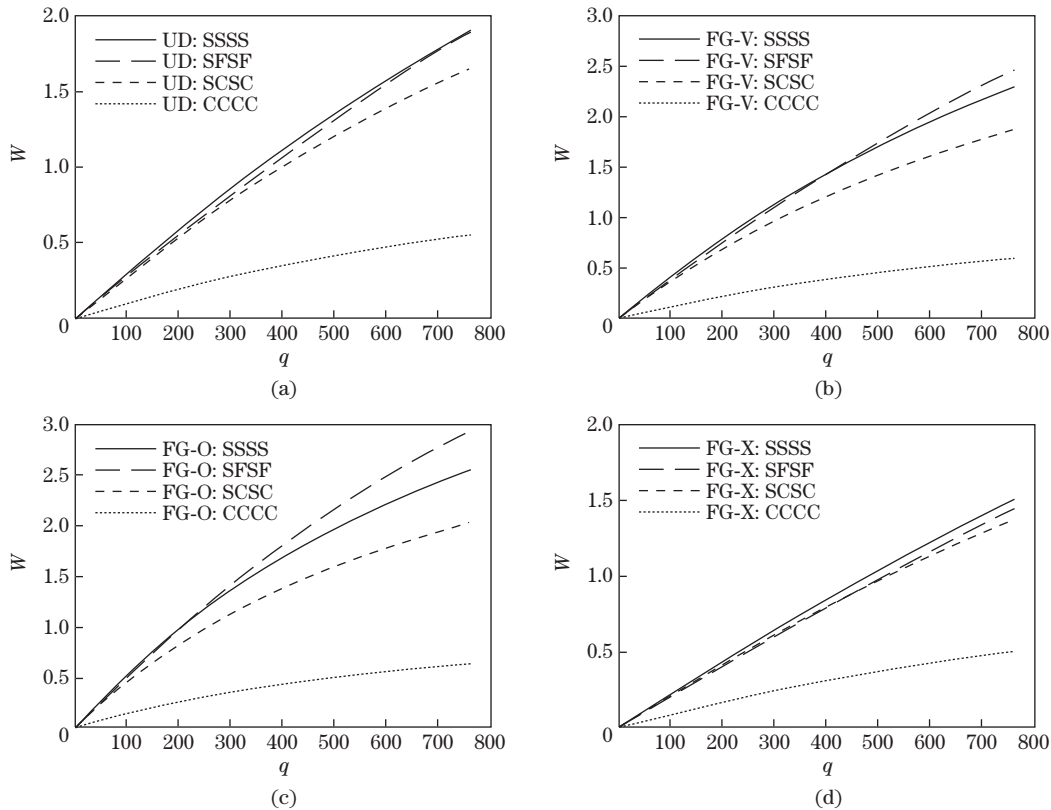 2.0
1.5
1.0
0.5
0
W
UD: SSSS
UD: SFSF
UD: SCSC
UD: CCCC
100 200 300 400 500 600 700 800
q
(a)
3.0
2.5
2.0
1.5
1.0
0.5
0
W
FG-V: SSSS
FG-V: SFSF
FG-V: SCSC
FG-V: CCCC
100 200 300 400 500 600 700 800
q
(b)
3.0
2.5
2.0
1.5
1.0
0.5
0
W
FG-O: SSSS
FG-O: SFSF
FG-O: SCSC
FG-O: CCCC
100 200 300 400 500 600 700 800
q
(c)
2.0
1.5
1.0
0.5
0
W
FG-X: SSSS
FG-X: SFSF
FG-X: SCSC
FG-X: CCCC
100 200 300 400 500 600 700 800
q
(d)